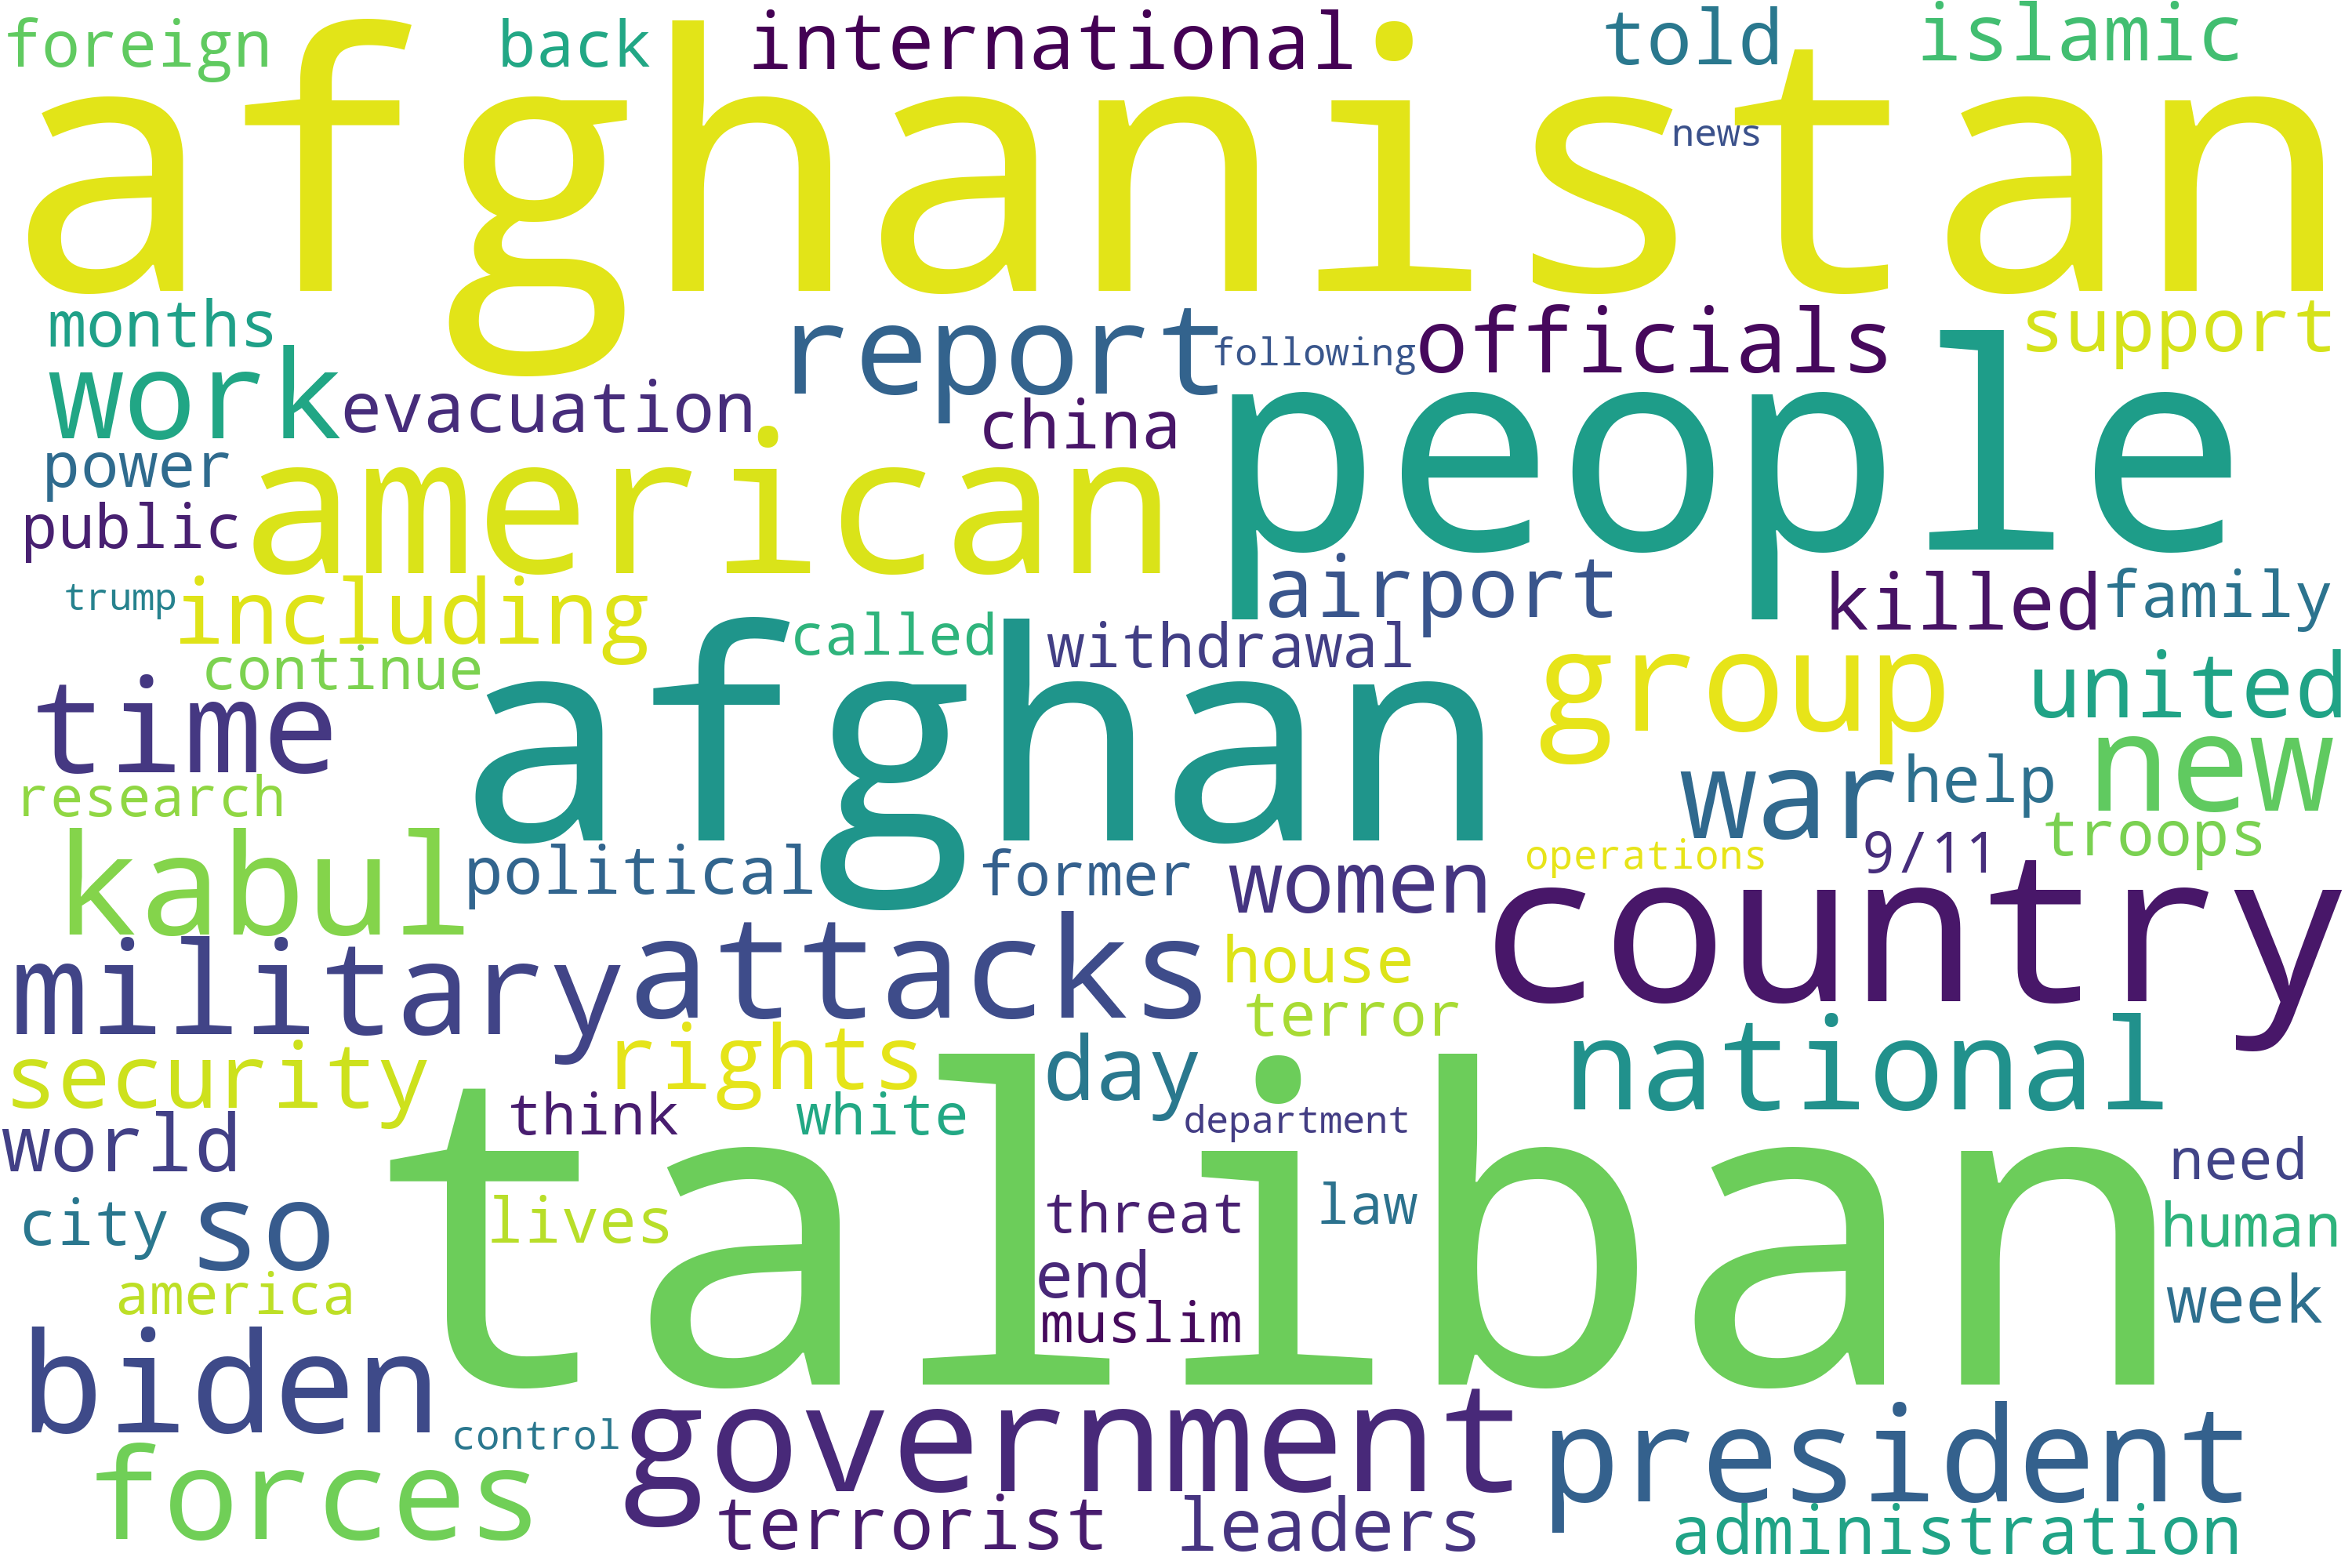 foreign
back
international
told
islamic
afghanistan
news
months
report
following
officials
support
work
evacuation
china
people
power
american
public
airport
killed
family
trump
including
called
withdrawal
continue
time
afghan
group
united
research
war
help
new
kabul
political
former
women
operations
9/11
troops
military
attacks
house
country
terror
security
rights
day
national
think
white
department
world
taliban
need
city
so
lives
threat
law
human
america
end
week
muslim
biden
control
government
president
forces
terrorist
leaders
administration